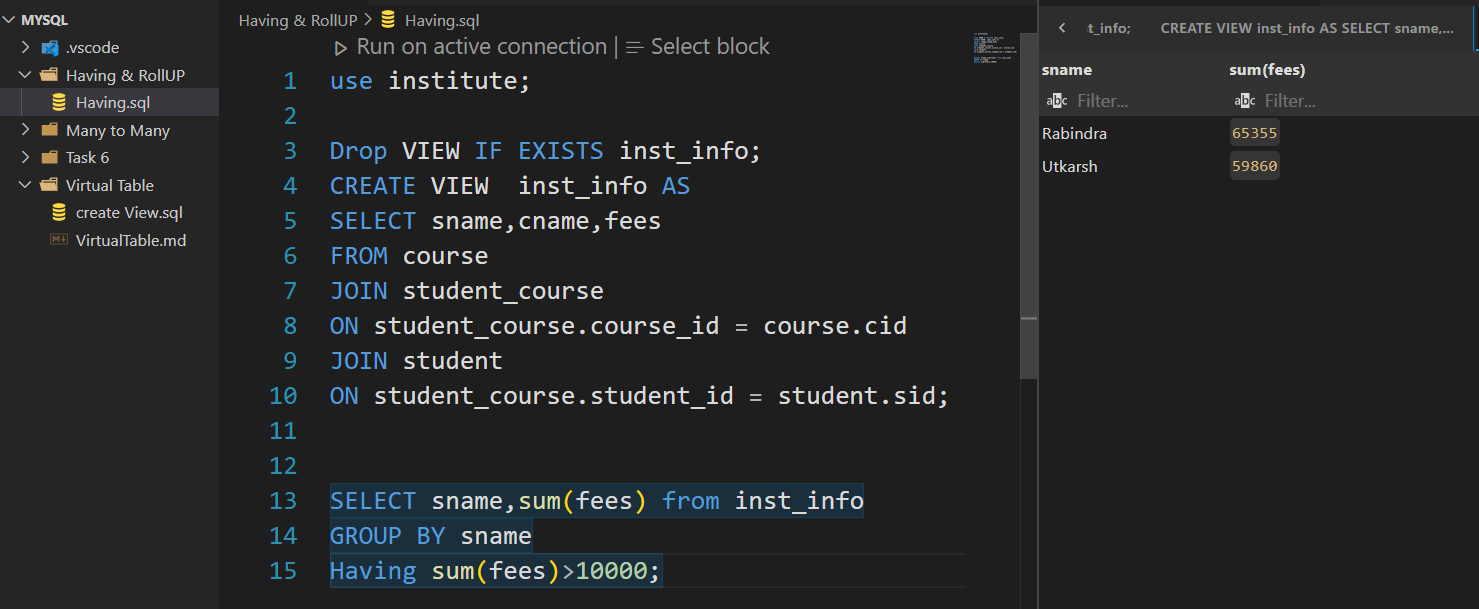 MYSQL
.vscode
Having & RollUP
Having.sql
Many to Many
Task 6
Virtual Table
create View.sql
VirtualTable.md
Having & RollUP > Having.sql
Run on active connection | Select block
1 use institute;
2
3 Drop VIEW IF EXISTS inst_info;
4 CREATE VIEW  inst_info AS
5 SELECT sname,cname,fees
6 FROM course
7 JOIN student_course
8 ON student_course.course_id = course.cid
9 JOIN student
10 ON student_course.student_id = student.sid;
11
12
13 SELECT sname,sum(fees) from inst_info
14 GROUP BY sname
15 Having sum(fees)>10000;
t_info; CREATE VIEW inst_info AS SELECT sname,...
sname sum(fees)
abc Filter... abc Filter...
Rabindra 65355
Utkarsh 59860